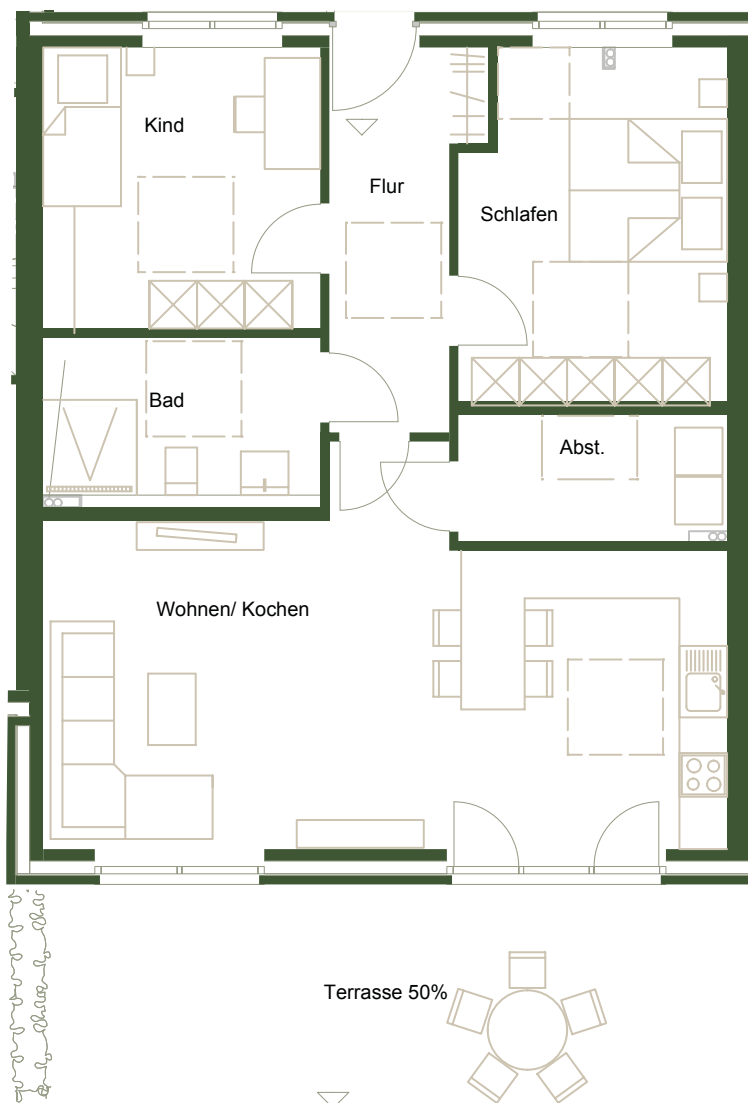 Kind
Flur
Schlafen
Bad
Abst.
Wohnen/ Kochen
Terrasse 50%